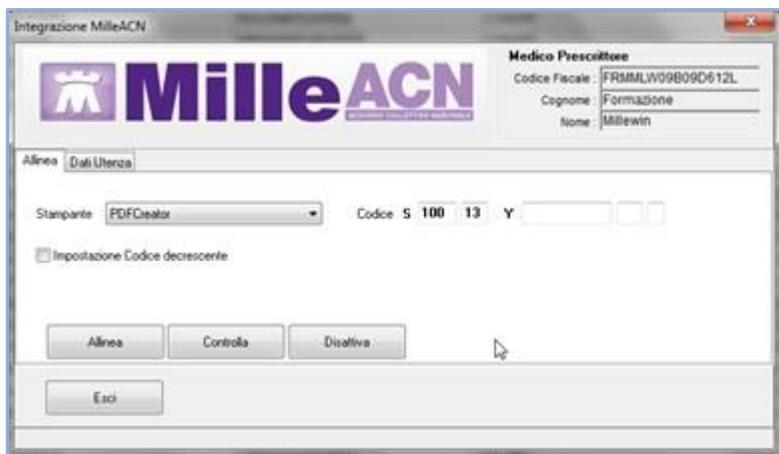 Integrazione MilleACN
MilleACN
Medico Prescrittore
Codice Fiscale : FRMMLW09B09D612L
Cognome : Formazione
Nome : Millewin
Allinea Dati Utenza
Stampante PDFCreator Codice S 100 13 Y
Impostazione Codice decrescente
Allinea Controlla Disattiva
Esci